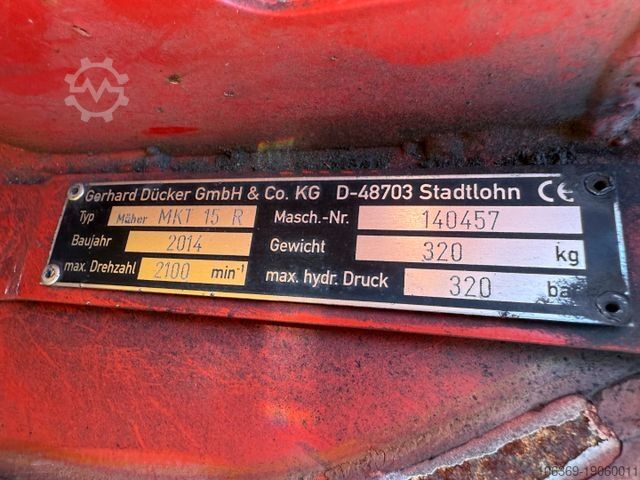 Gerhard Dücker GmbH & Co. KG D-48703 Stadtlohn CE
Typ Mäher MKT 15 R Masch.-Nr. 140457
Baujahr 2014 Gewicht 320 kg
max. Drehzahl 2100 min⁻¹ max. hydr. Druck 320 ba
106369-19060011